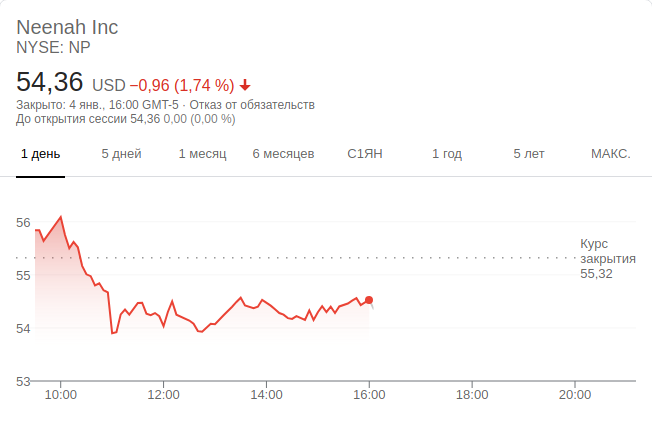 Neenah Inc
NYSE: NP
54,36 USD −0,96 (1,74 %)
Закрыто: 4 янв., 16:00 GMT-5 · Отказ от обязательств
До открытия сессии 54,36 0,00 (0,00 %)
1 день 5 дней 1 месяц 6 месяцев С1ЯН 1 год 5 лет МАКС.
56
Курс
закрытия
55,32
55
54
53
10:00 12:00 14:00 16:00 18:00 20:00